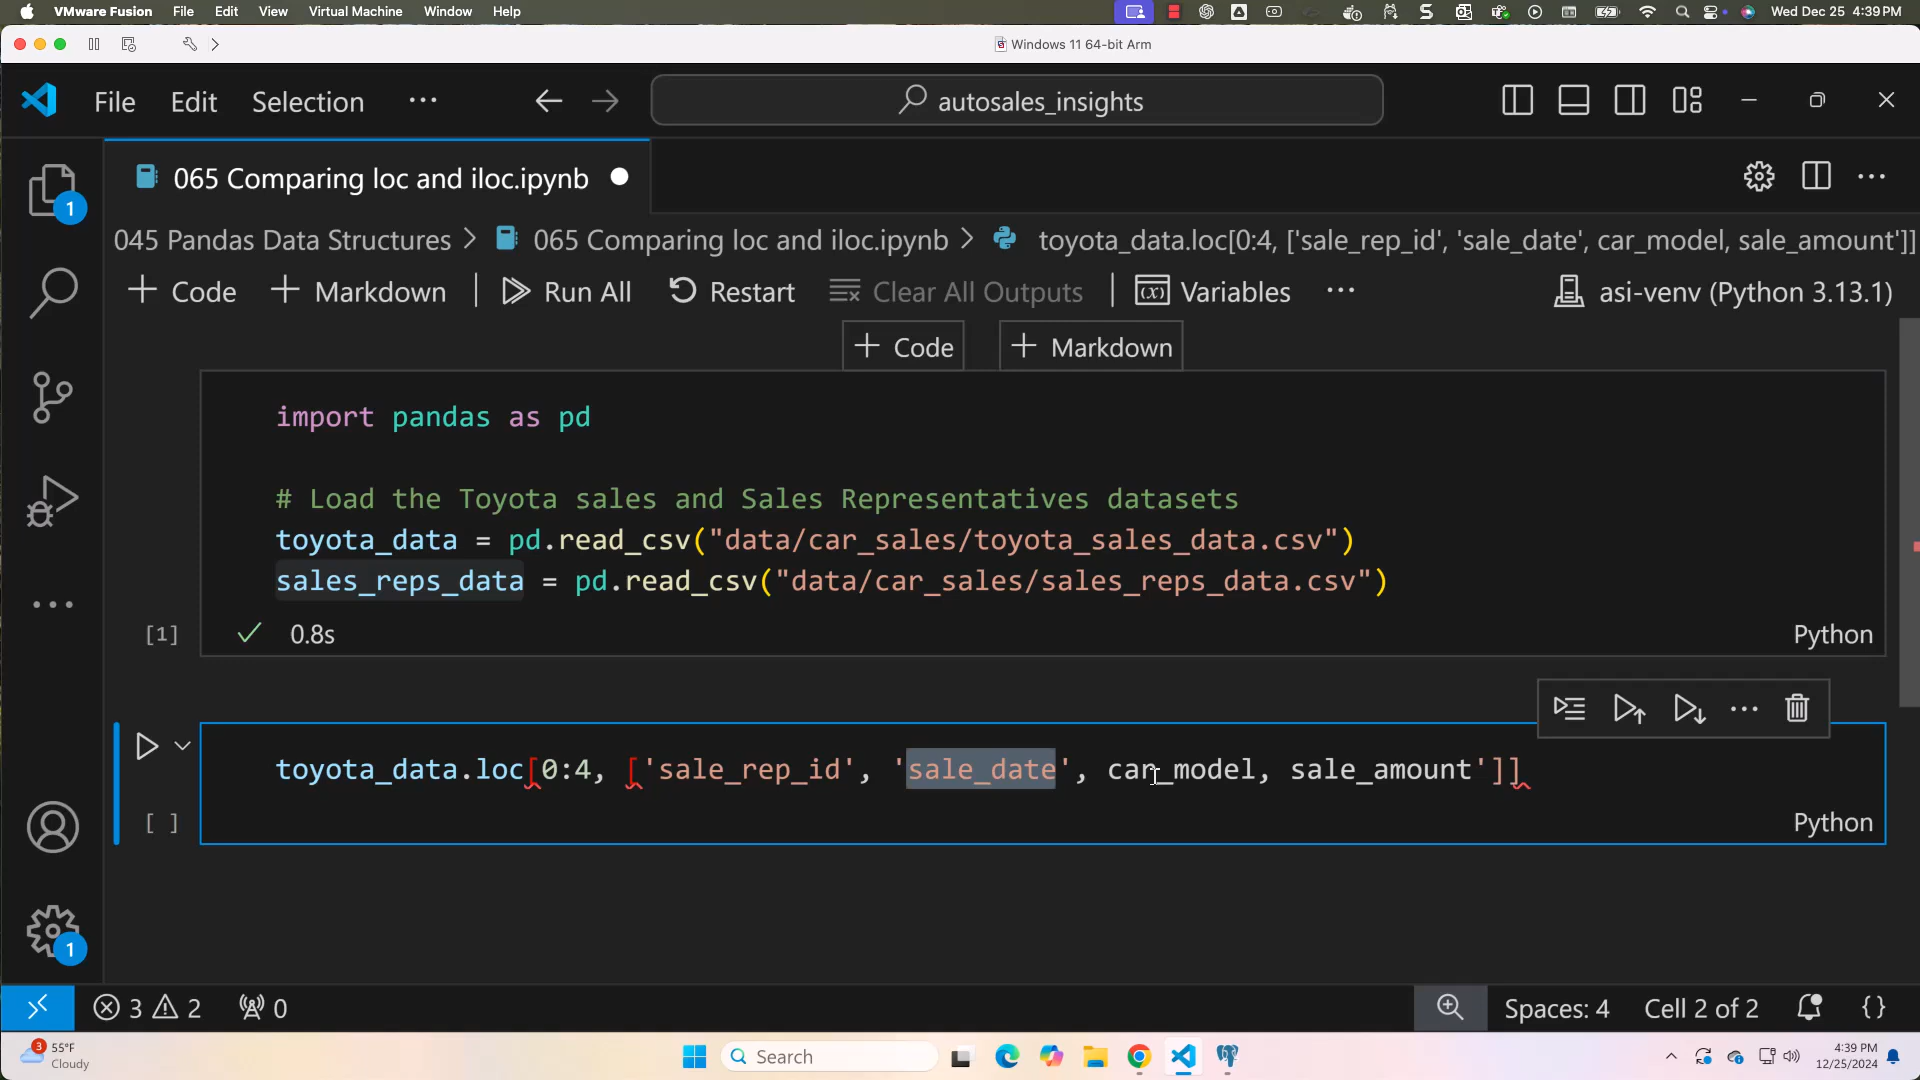 VMware Fusion File Edit View Virtual Machine Window Help Wed Dec 25 4:39 PM
Windows 11 64-bit Arm
File Edit Selection ··· autosales_insights
065 Comparing loc and iloc.ipynb
045 Pandas Data Structures > 065 Comparing loc and iloc.ipynb > toyota_data.loc[0:4, ['sale_rep_id', 'sale_date', car_model, sale_amount']]
+ Code + Markdown Run All Restart Clear All Outputs Variables ··· asi-venv (Python 3.13.1)
+ Code + Markdown
import pandas as pd
# Load the Toyota sales and Sales Representatives datasets
toyota_data = pd.read_csv("data/car_sales/toyota_sales_data.csv")
sales_reps_data = pd.read_csv("data/car_sales/sales_reps_data.csv")
[1] 0.8s Python
toyota_data.loc[0:4, ['sale_rep_id', 'sale_date', car_model, sale_amount']]
[ ] Python
1
1
3 2 0 Spaces: 4 Cell 2 of 2 {}
3 55°F
Cloudy
Search
4:39 PM
12/25/2024